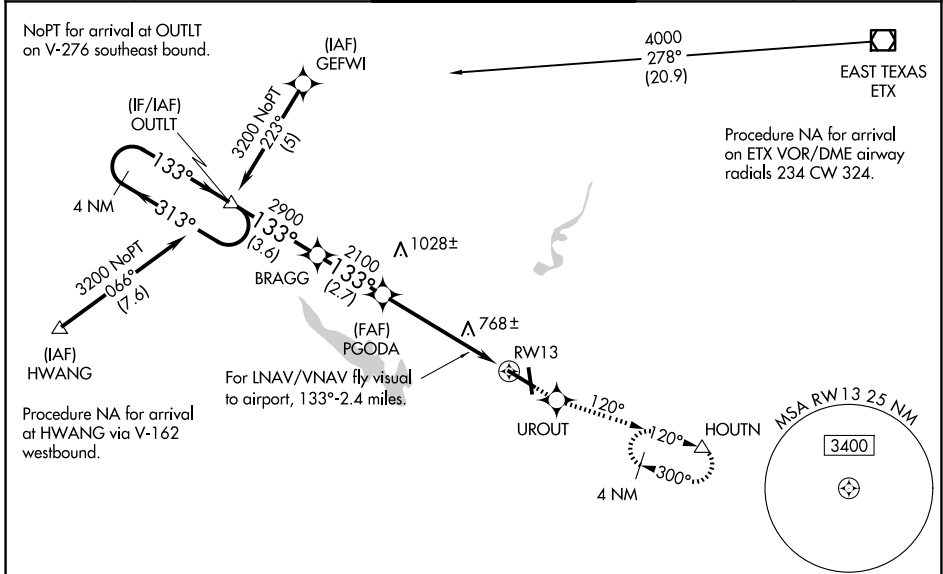 NoPT for arrival at OUTLT
on V-276 southeast bound.
(IAF)
GEFWI
4000
278°
(20.9)
EAST TEXAS
ETX
(IF/IAF)
OUTLT
3200 NoPT
223°
(5)
Procedure NA for arrival
on ETX VOR/DME airway
radials 234 CW 324.
133°
4 NM
313°
2900
133°
(3.6)
BRAGG
2100
133°
(2.7)
1028±
3200 NoPT
066°
(7.6)
(IAF)
HWANG
(FAF)
PGODA
768±
RW13
For LNAV/VNAV fly visual
to airport, 133°-2.4 miles.
Procedure NA for arrival
at HWANG via V-162
westbound.
UROUT
120°
120°
HOUTN
300°
4 NM
MSA RW13 25 NM
3400